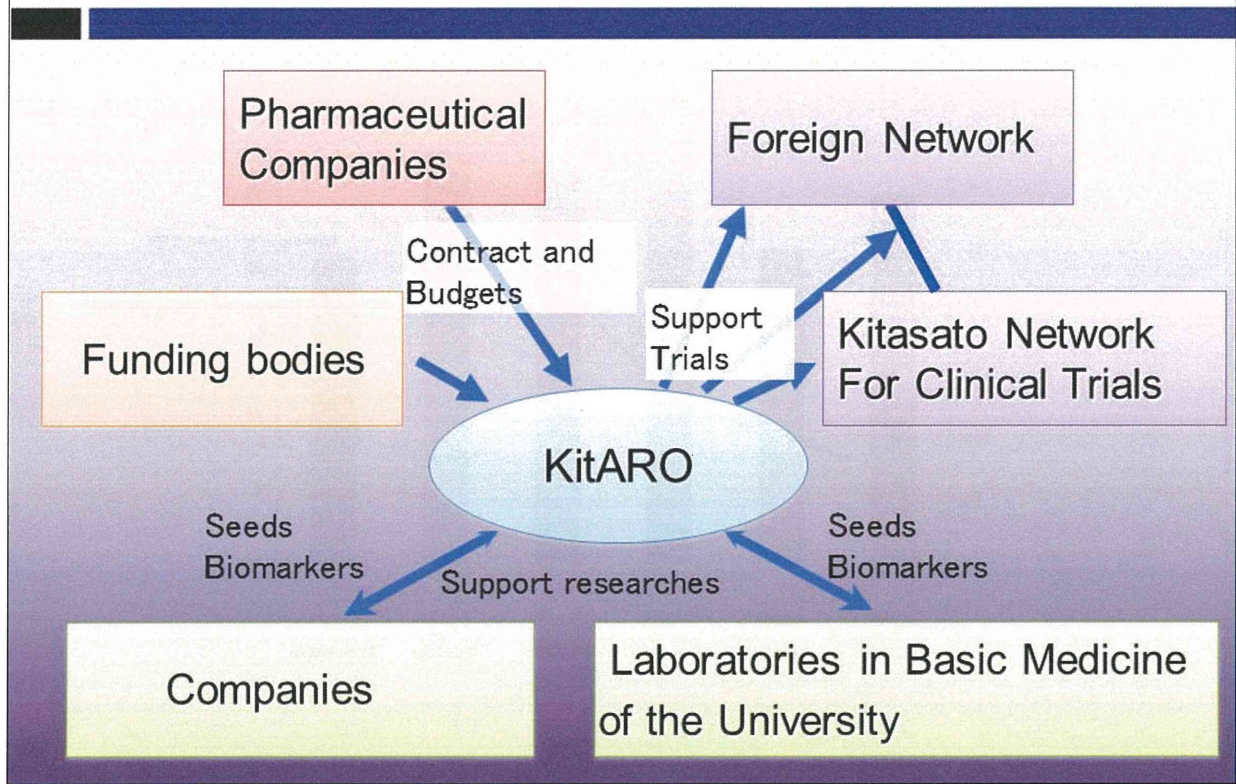 Pharmaceutical
Companies
Foreign Network
Contract and
Budgets
Funding bodies
Support
Trials
Kitasato Network
For Clinical Trials
KitARO
Seeds
Biomarkers
Support researches
Seeds
Biomarkers
Companies
Laboratories in Basic Medicine
of the University